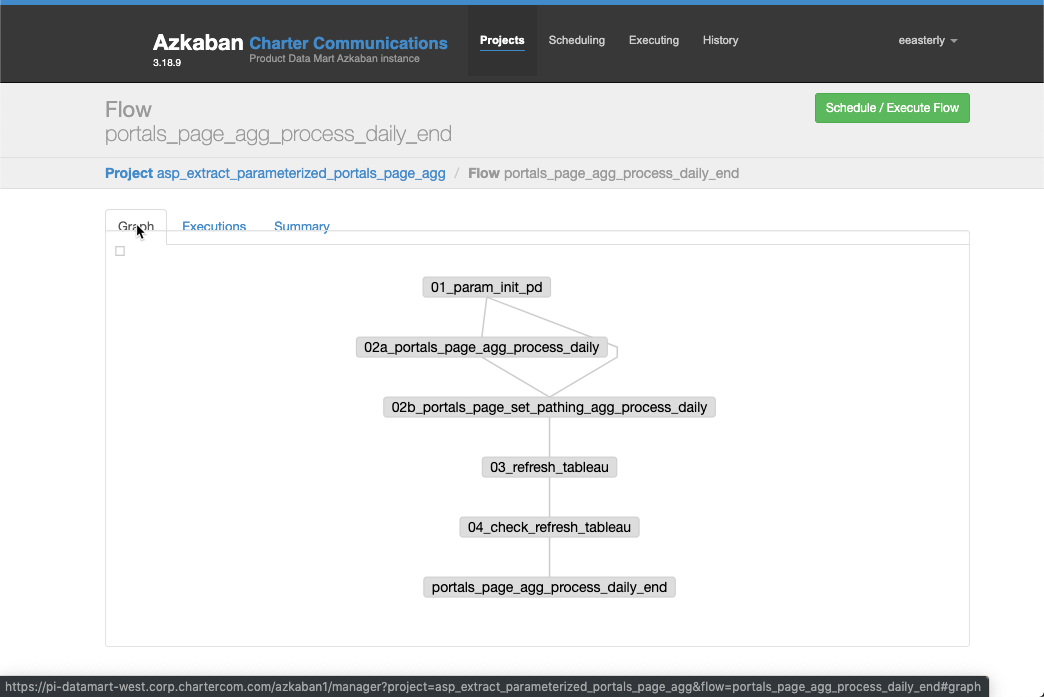 Azkaban Charter Communications
3.18.9 Product Data Mart Azkaban instance
Projects Scheduling Executing History eeasterly
Flow
portals_page_agg_process_daily_end
Schedule / Execute Flow
Project asp_extract_parameterized_portals_page_agg / Flow portals_page_agg_process_daily_end
Graph Executions Summary
01_param_init_pd
02a_portals_page_agg_process_daily
02b_portals_page_set_pathing_agg_process_daily
03_refresh_tableau
04_check_refresh_tableau
portals_page_agg_process_daily_end
https://pi-datamart-west.corp.chartercom.com/azkaban1/manager?project=asp_extract_parameterized_portals_page_agg&flow=portals_page_agg_process_daily_end#graph